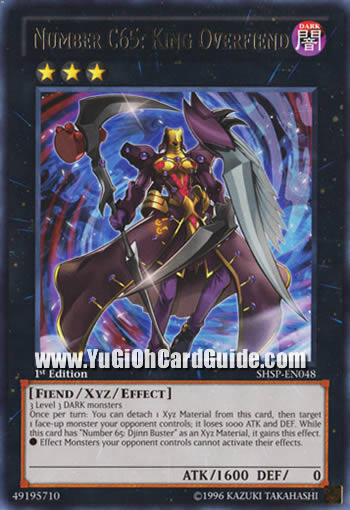 NUMBER C65: KING OVERFIEND
DARK
闇
www.YuGiOhCardGuide.com
1st Edition
SHSP-EN048
[FIEND/XYZ/EFFECT]
3 Level 3 DARK monsters
Once per turn: You can detach 1 Xyz Material from this card, then target
1 face-up monster your opponent controls; it loses 1000 ATK and DEF. While
this card has "Number 65: Djinn Buster" as an Xyz Material, it gains this effect.
● Effect Monsters your opponent controls cannot activate their effects.
ATK/1600 DEF/ 0
49195710
©1996 KAZUKI TAKAHASHI